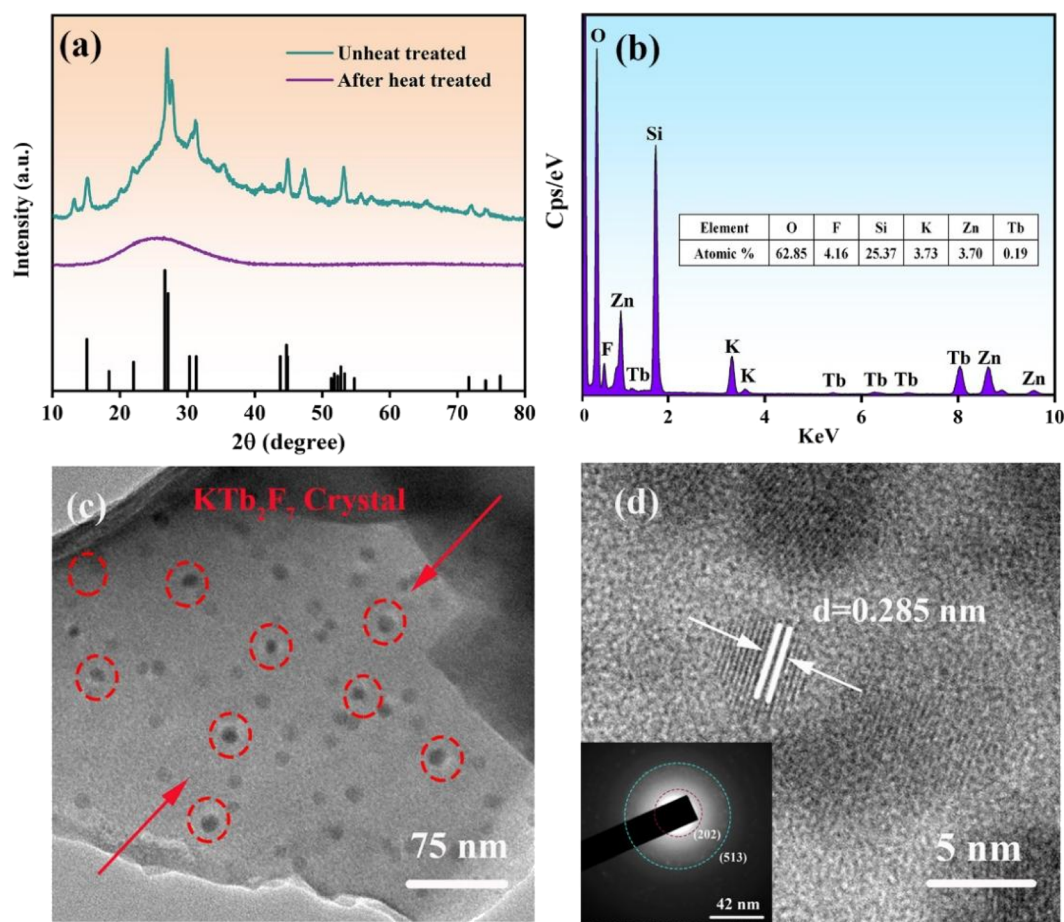 (a)
Unheat treated
After heat treated
Intensity (a.u.)
10 20 30 40 50 60 70 80
2θ (degree)
(b)
O
Si
Zn
F
Tb
K
K
Tb
Tb
Tb
Tb
Zn
Zn
Cps/eV
Element O F Si K Zn Tb
Atomic % 62.85 4.16 25.37 3.73 3.70 0.19
0 2 4 6 8 10
KeV
(c)
KTb2F7 Crystal
75 nm
(d)
d=0.285 nm
(202)
(513)
42 nm
5 nm